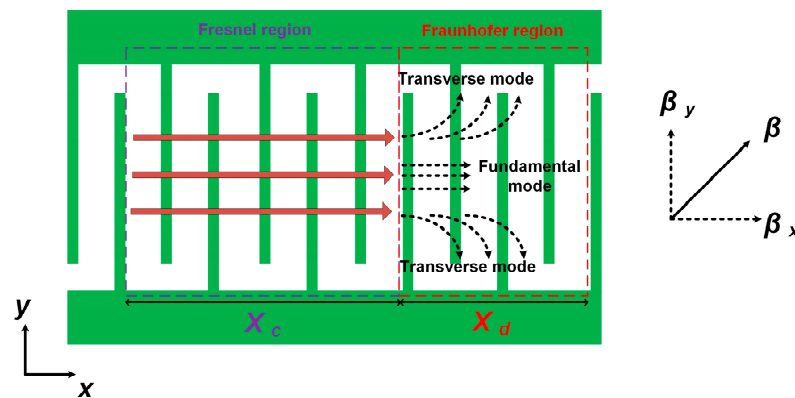 Fresnel region
Fraunhofer region
Transverse mode
Fundamental
mode
Transverse mode
X c
X d
y
x
β y
β
β x